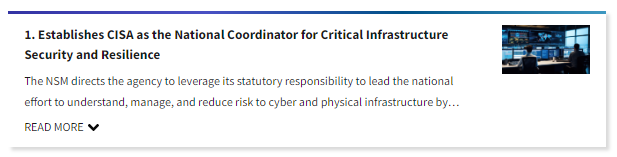 1. Establishes CISA as the National Coordinator for Critical Infrastructure
Security and Resilience
The NSM directs the agency to leverage its statutory responsibility to lead the national
effort to understand, manage, and reduce risk to cyber and physical infrastructure by…
READ MORE